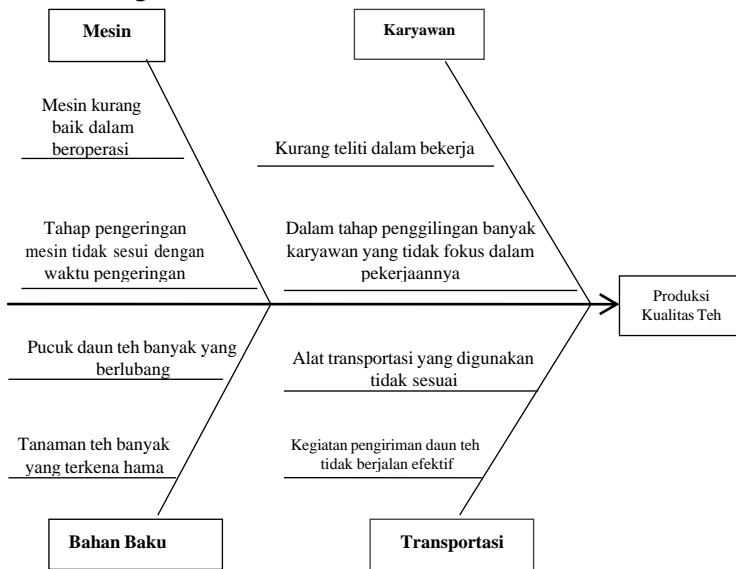 Mesin
Karyawan
Mesin kurang
baik dalam
beroperasi
Kurang teliti dalam bekerja
Tahap pengeringan
mesin tidak sesui dengan
waktu pengeringan
Dalam tahap penggilingan banyak
karyawan yang tidak fokus dalam
pekerjaannya
Produksi
Kualitas Teh
Pucuk daun teh banyak yang
berlubang
Alat transportasi yang digunakan
tidak sesuai
Tanaman teh banyak
yang terkena hama
Kegiatan pengiriman daun teh
tidak berjalan efektif
Bahan Baku
Transportasi